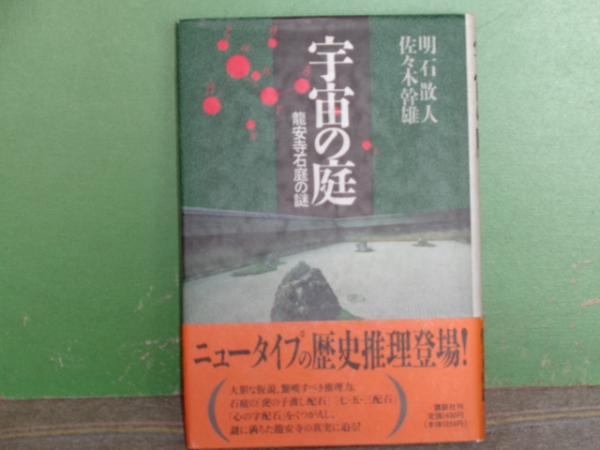 宇宙の庭
龍安寺石庭の謎
明石散人
佐々木幹雄
ニュータイプの歴史推理登場!
大胆な仮説、驚嘆すべき推理力。
石庭の「虎の子渡し配石」「七・五・三配石」
「心の字配石」をくつがえし、
謎に満ちた龍安寺の真実に迫る!
講談社刊